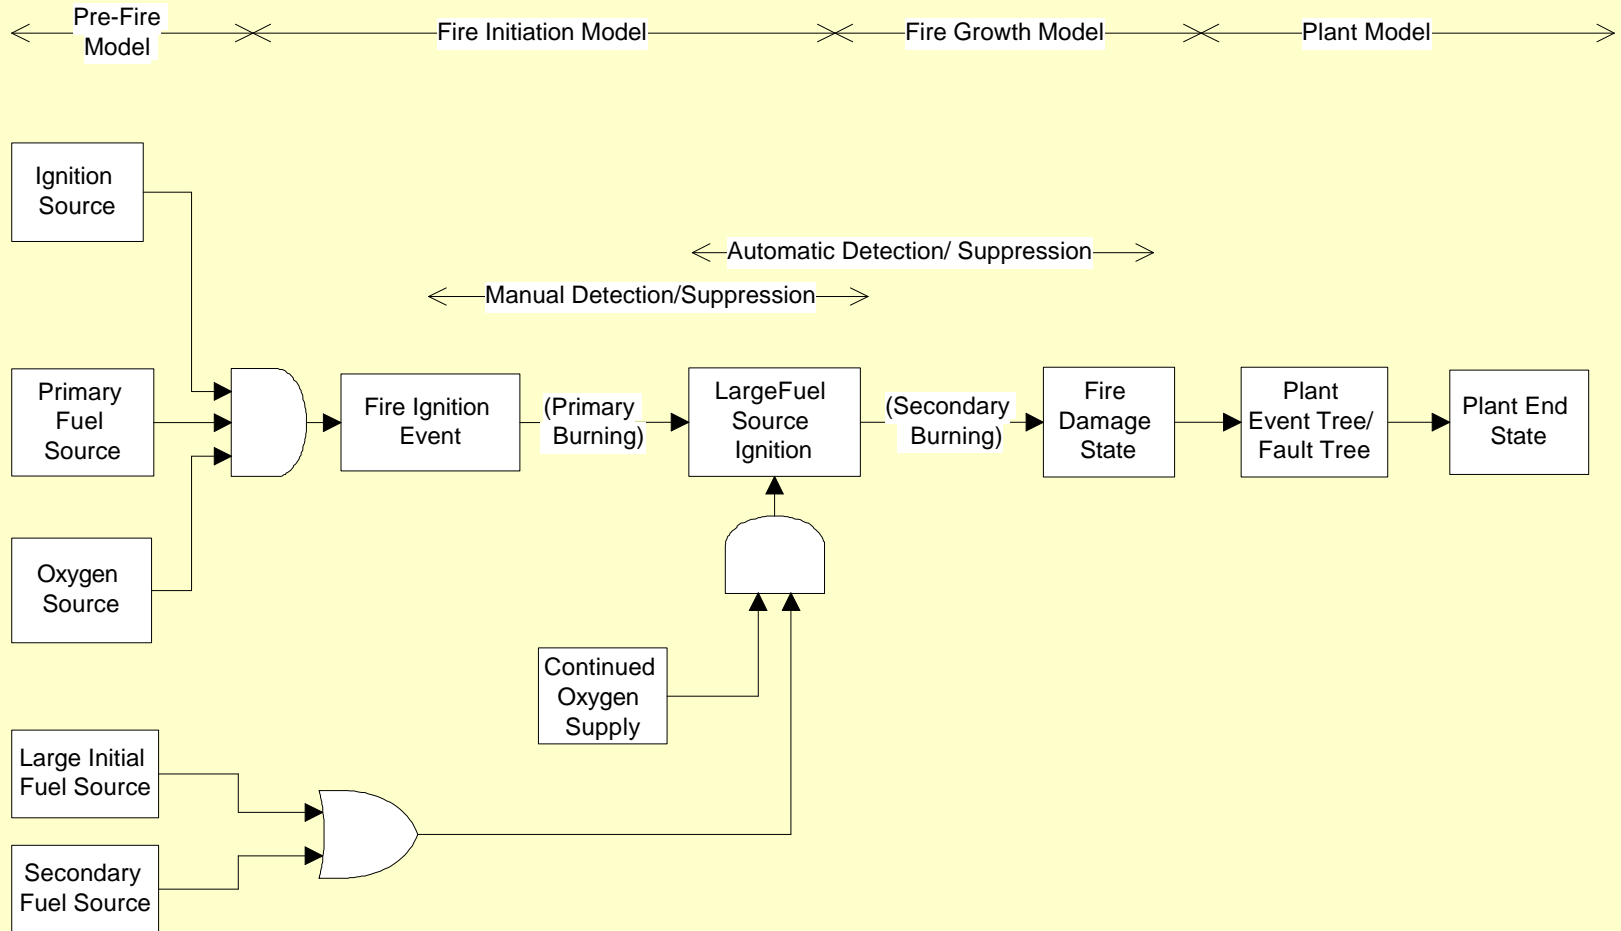 Pre-Fire
Model
Fire Initiation Model
Fire Growth Model
Plant Model
Ignition
Source
Automatic Detection/ Suppression
Manual Detection/Suppression
Primary
Fuel
Source
Fire Ignition
Event
(Primary
Burning)
LargeFuel
Source
Ignition
(Secondary
Burning)
Fire
Damage
State
Plant
Event Tree/
Fault Tree
Plant End
State
Oxygen
Source
Continued
Oxygen
Supply
Large Initial
Fuel Source
Secondary
Fuel Source